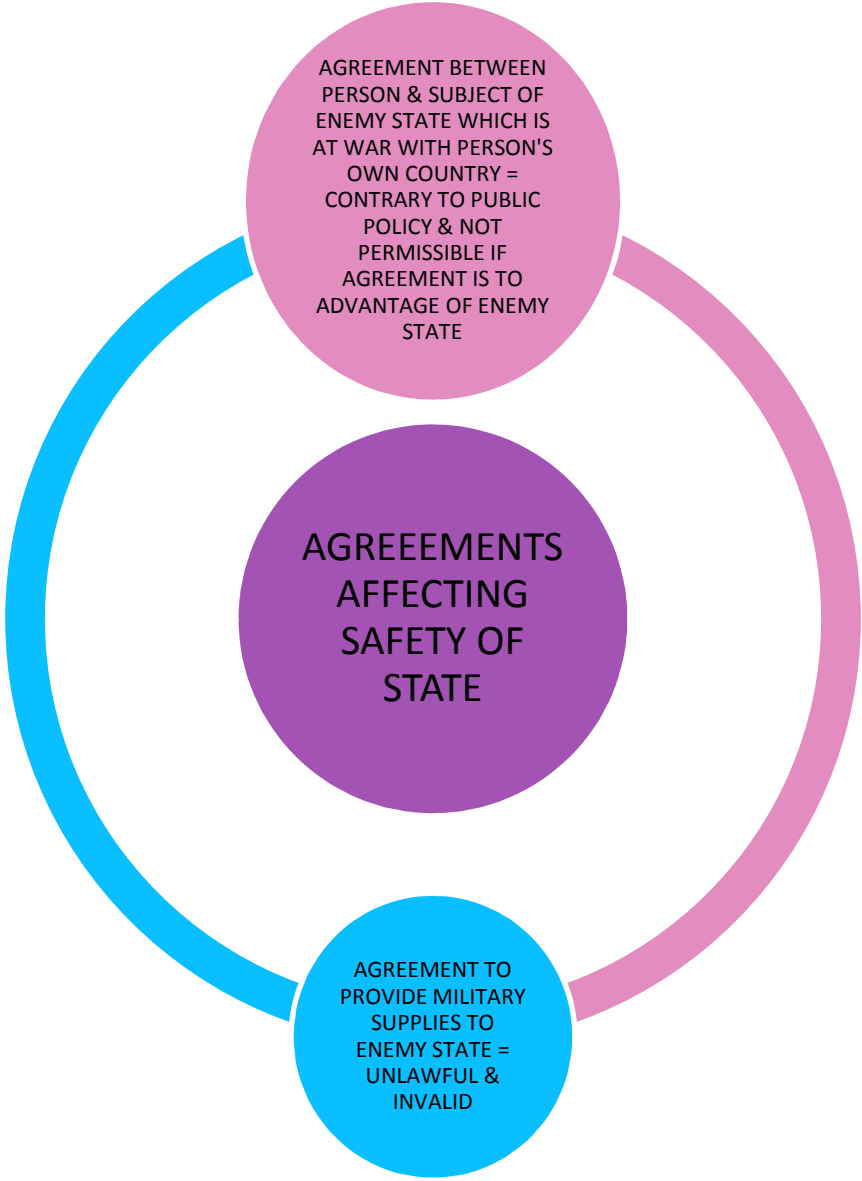 AGREEMENT BETWEEN
PERSON & SUBJECT OF
ENEMY STATE WHICH IS
AT WAR WITH PERSON'S
OWN COUNTRY =
CONTRARY TO PUBLIC
POLICY & NOT
PERMISSIBLE IF
AGREEMENT IS TO
ADVANTAGE OF ENEMY
STATE
AGREEEMENTS
AFFECTING
SAFETY OF
STATE
AGREEMENT TO
PROVIDE MILITARY
SUPPLIES TO
ENEMY STATE =
UNLAWFUL &
INVALID